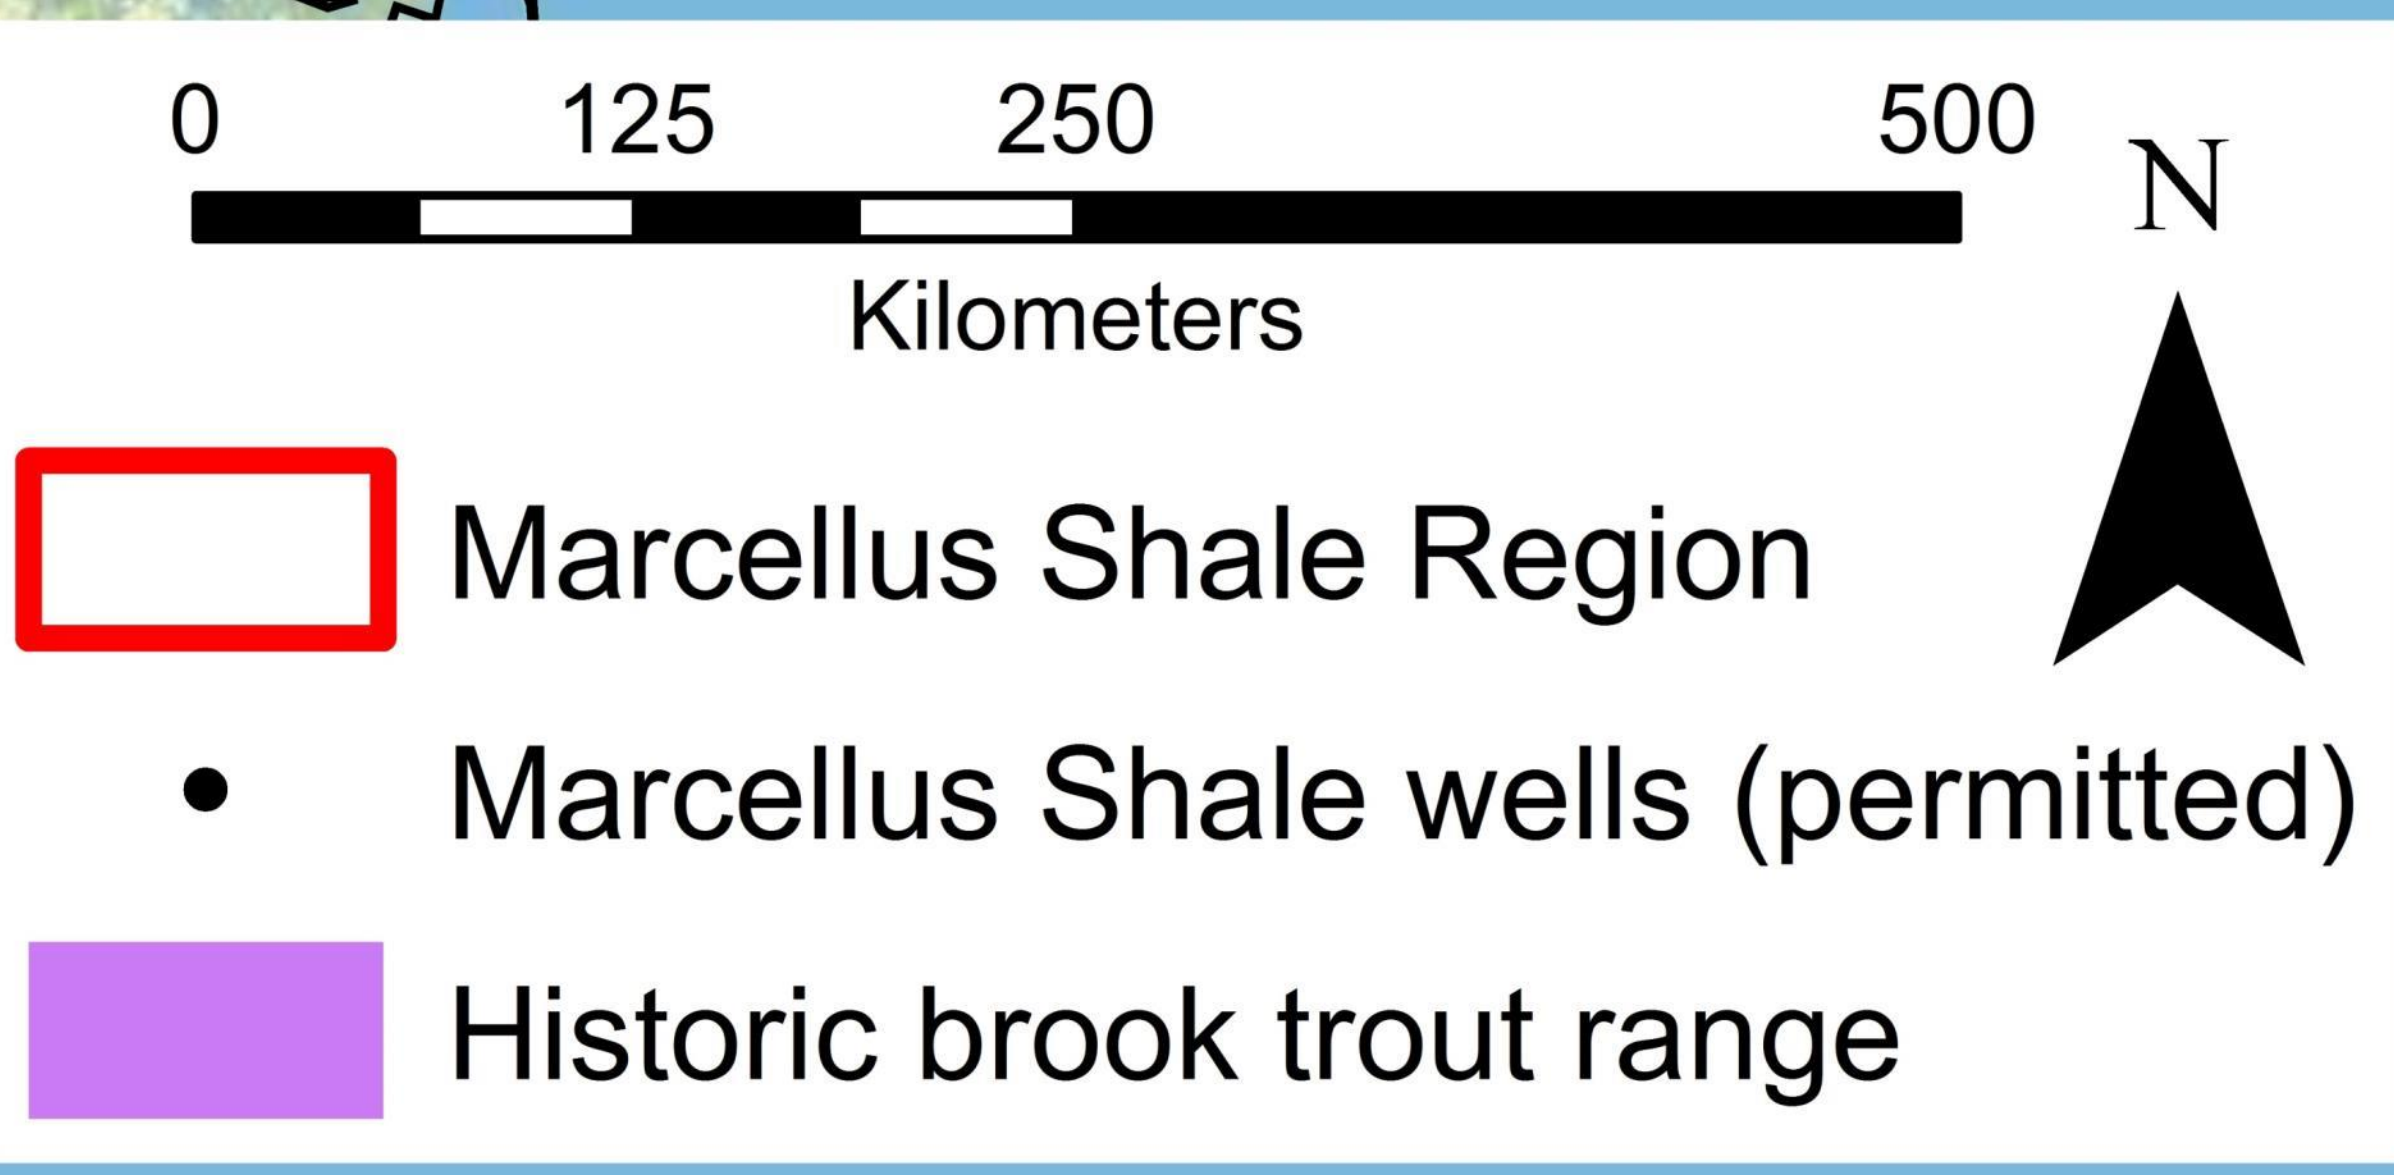 0 125 250 500
N
Kilometers
Marcellus Shale Region
Marcellus Shale wells (permitted)
Historic brook trout range